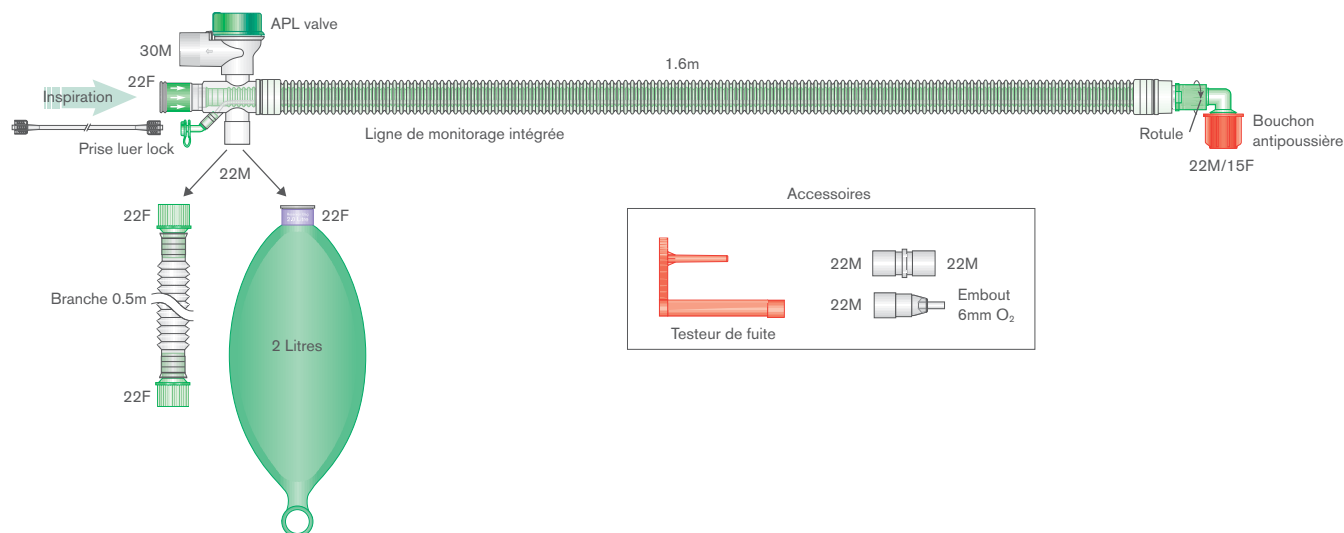 APL valve
30M
22F
1.6m
Inspiration
Prise luer lock
Ligne de monitorage intégrée
Rotule
Bouchon
antipoussière
22M/15F
22M
22F
22F
Branche 0.5m
2 Litres
22F
Accessoires
22M
22M
22M
Embout
6mm O₂
Testeur de fuite